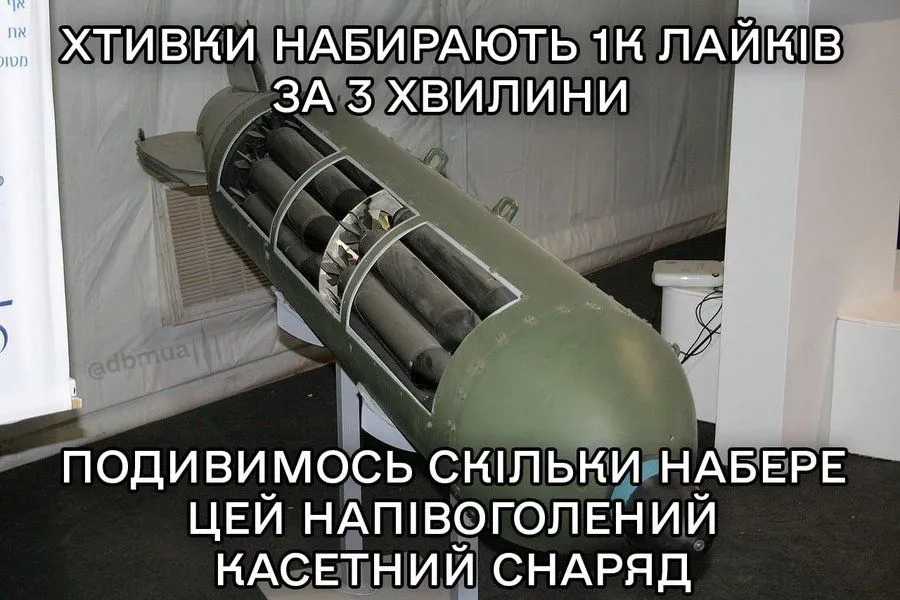 ХТИВКИ НАБИРАЮТЬ 1К ЛАЙКІВ
ЗА 3 ХВИЛИНИ
@dbmua
ПОДИВИМОСЬ СКІЛЬКИ НАБЕРЕ
ЦЕЙ НАПІВОГОЛЕНИЙ
КАСЕТНИЙ СНАРЯД